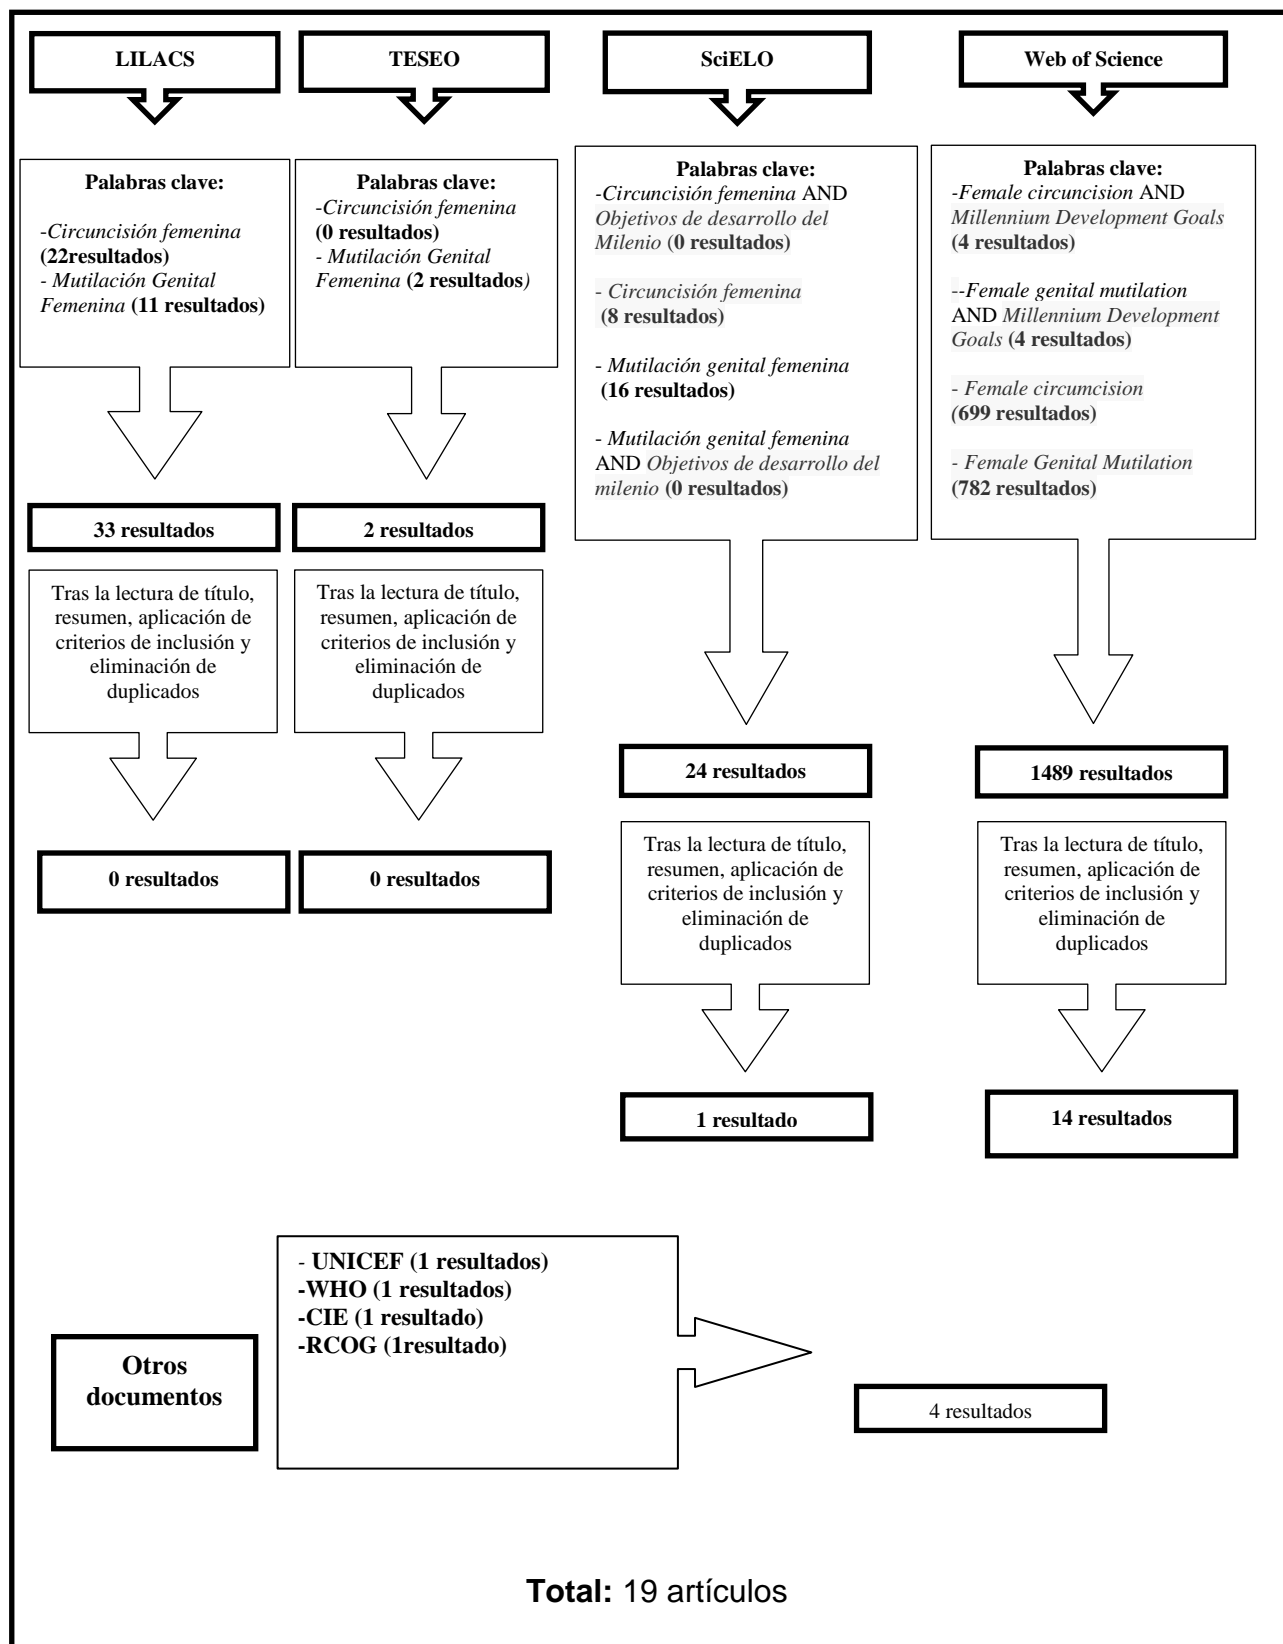 LILACS
TESEO
SciELO
Web of Science
Palabras clave:
-Circuncisión femenina
(22resultados)
- Mutilación Genital
Femenina (11 resultados)
Palabras clave:
-Circuncisión femenina
(0 resultados)
- Mutilación Genital
Femenina (2 resultados)
Palabras clave:
-Circuncisión femenina AND
Objetivos de desarrollo del
Milenio (0 resultados)
- Circuncisión femenina
(8 resultados)
- Mutilación genital femenina
(16 resultados)
- Mutilación genital femenina
AND Objetivos de desarrollo del
milenio (0 resultados)
Palabras clave:
-Female circuncision AND
Millennium Development Goals
(4 resultados)
--Female genital mutilation
AND Millennium Development
Goals (4 resultados)
- Female circumcision
(699 resultados)
- Female Genital Mutilation
(782 resultados)
33 resultados
2 resultados
Tras la lectura de título,
resumen, aplicación de
criterios de inclusión y
eliminación de
duplicados
Tras la lectura de título,
resumen, aplicación de
criterios de inclusión y
eliminación de
duplicados
24 resultados
1489 resultados
Tras la lectura de título,
resumen, aplicación de
criterios de inclusión y
eliminación de
duplicados
Tras la lectura de título,
resumen, aplicación de
criterios de inclusión y
eliminación de
duplicados
0 resultados
0 resultados
1 resultado
14 resultados
Otros
documentos
- UNICEF (1 resultados)
-WHO (1 resultados)
-CIE (1 resultado)
-RCOG (1resultado)
4 resultados
Total: 19 artículos